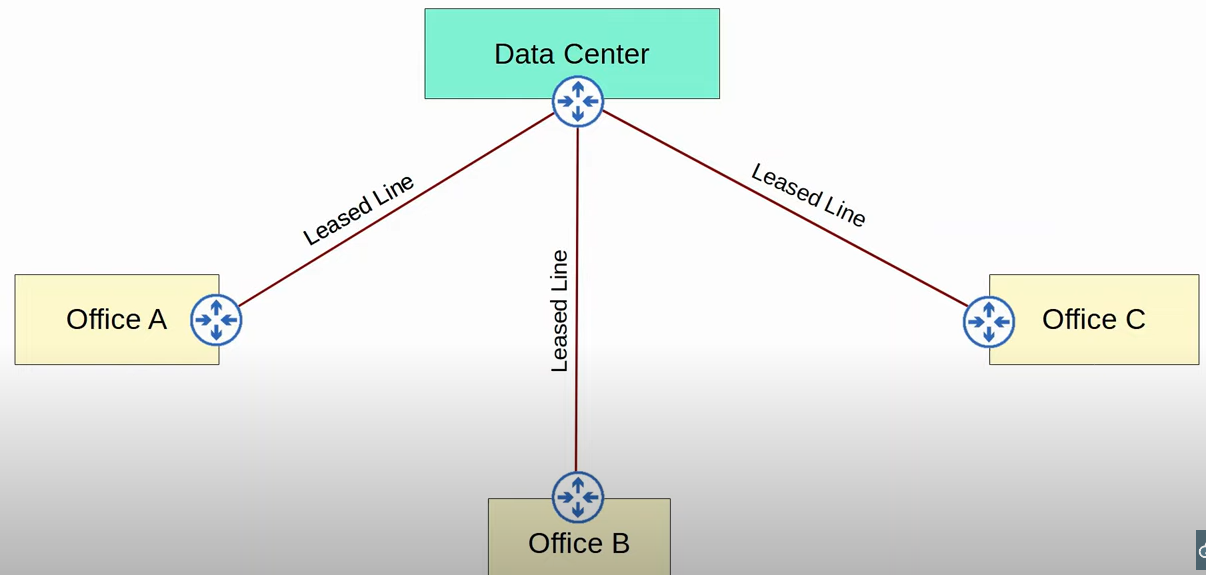 Data Center
Leased Line
Leased Line
Leased Line
Office A
Office C
Office B